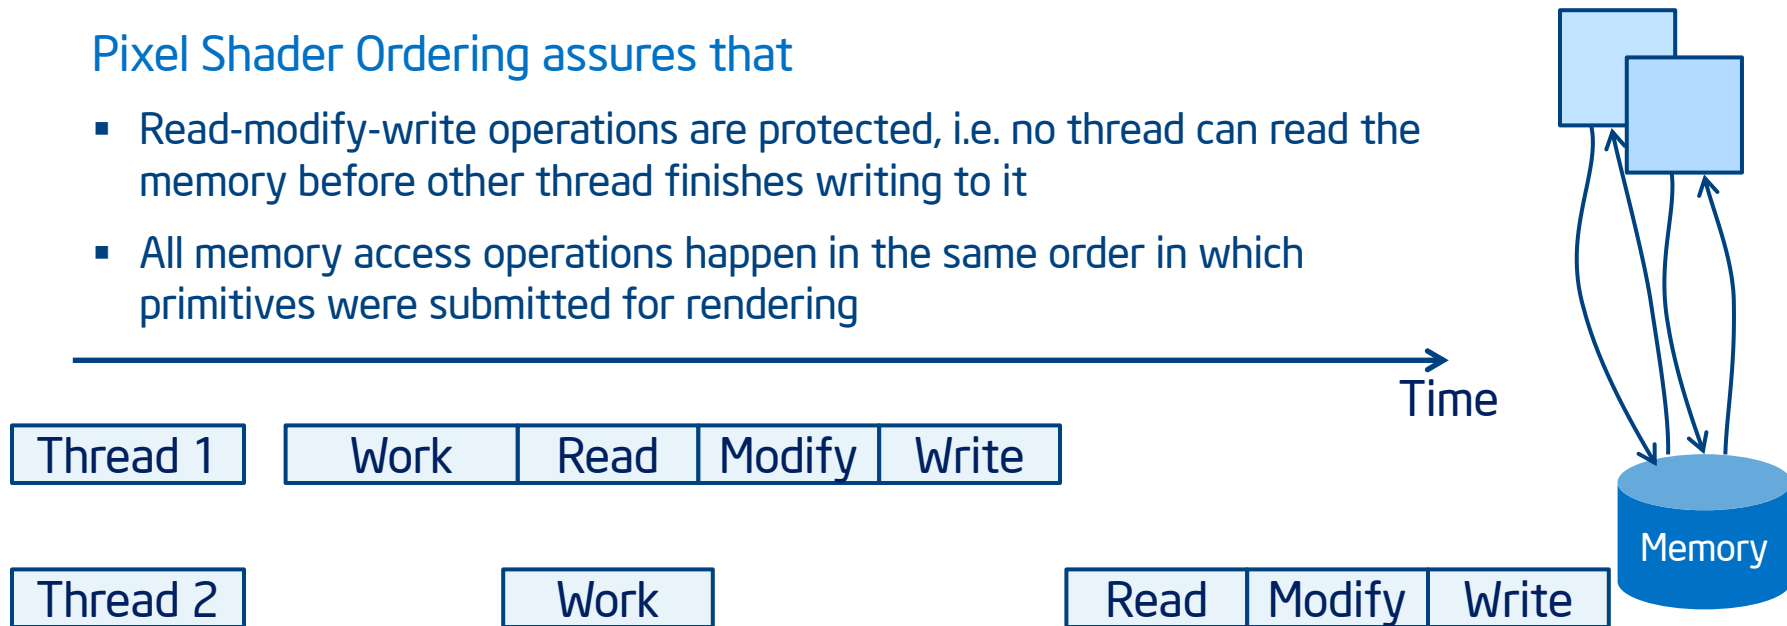 Pixel Shader Ordering assures that
▪ Read-modify-write operations are protected, i.e. no thread can read the
memory before other thread finishes writing to it
▪ All memory access operations happen in the same order in which
primitives were submitted for rendering
Time
Thread 1 Work Read Modify Write
Memory
Thread 2 Work Read Modify Write